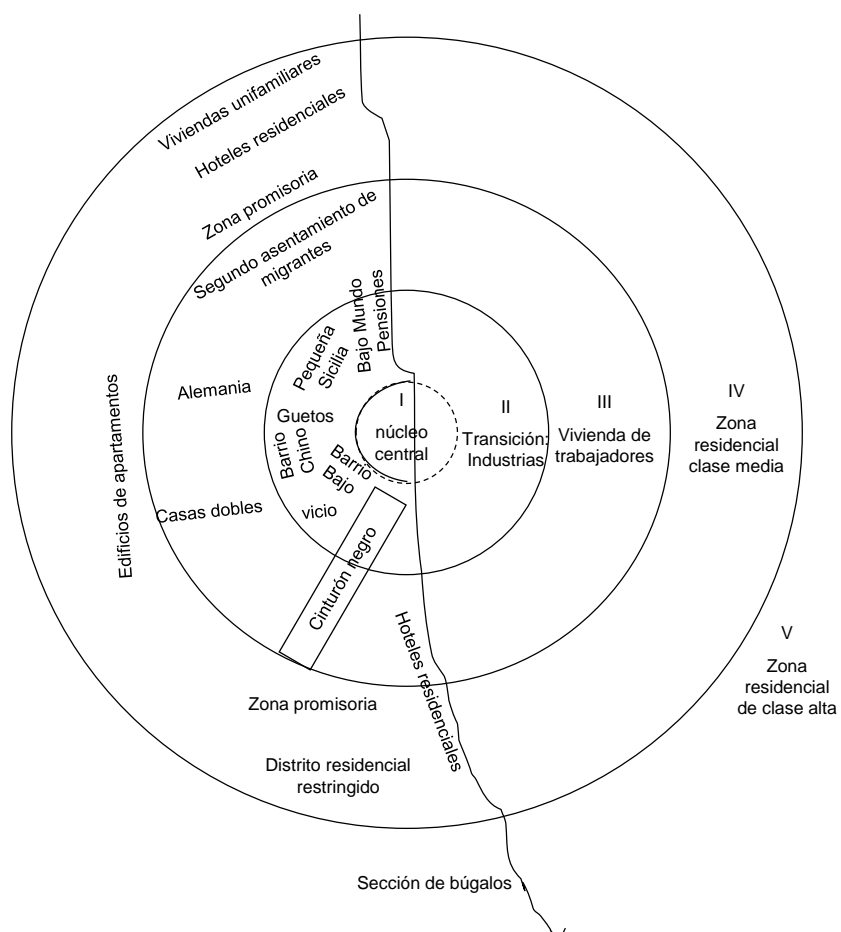 Viviendas unifamiliares
Hoteles residenciales
Zona promisoria
Segundo asentamiento de
migrantes
Bajo Mundo
Pensiones
Pequeña
Sicilia
Alemania
Guetos
Barrio
Chino
Barrio
Bajo
vicio
Casas dobles
Edificios de apartamentos
Cinturón negro
I
núcleo
central
II
Transición:
Industrias
III
Vivienda de
trabajadores
IV
Zona
residencial
clase media
V
Zona
residencial
de clase alta
Hoteles residenciales
Zona promisoria
Distrito residencial
restringido
Sección de búgalos